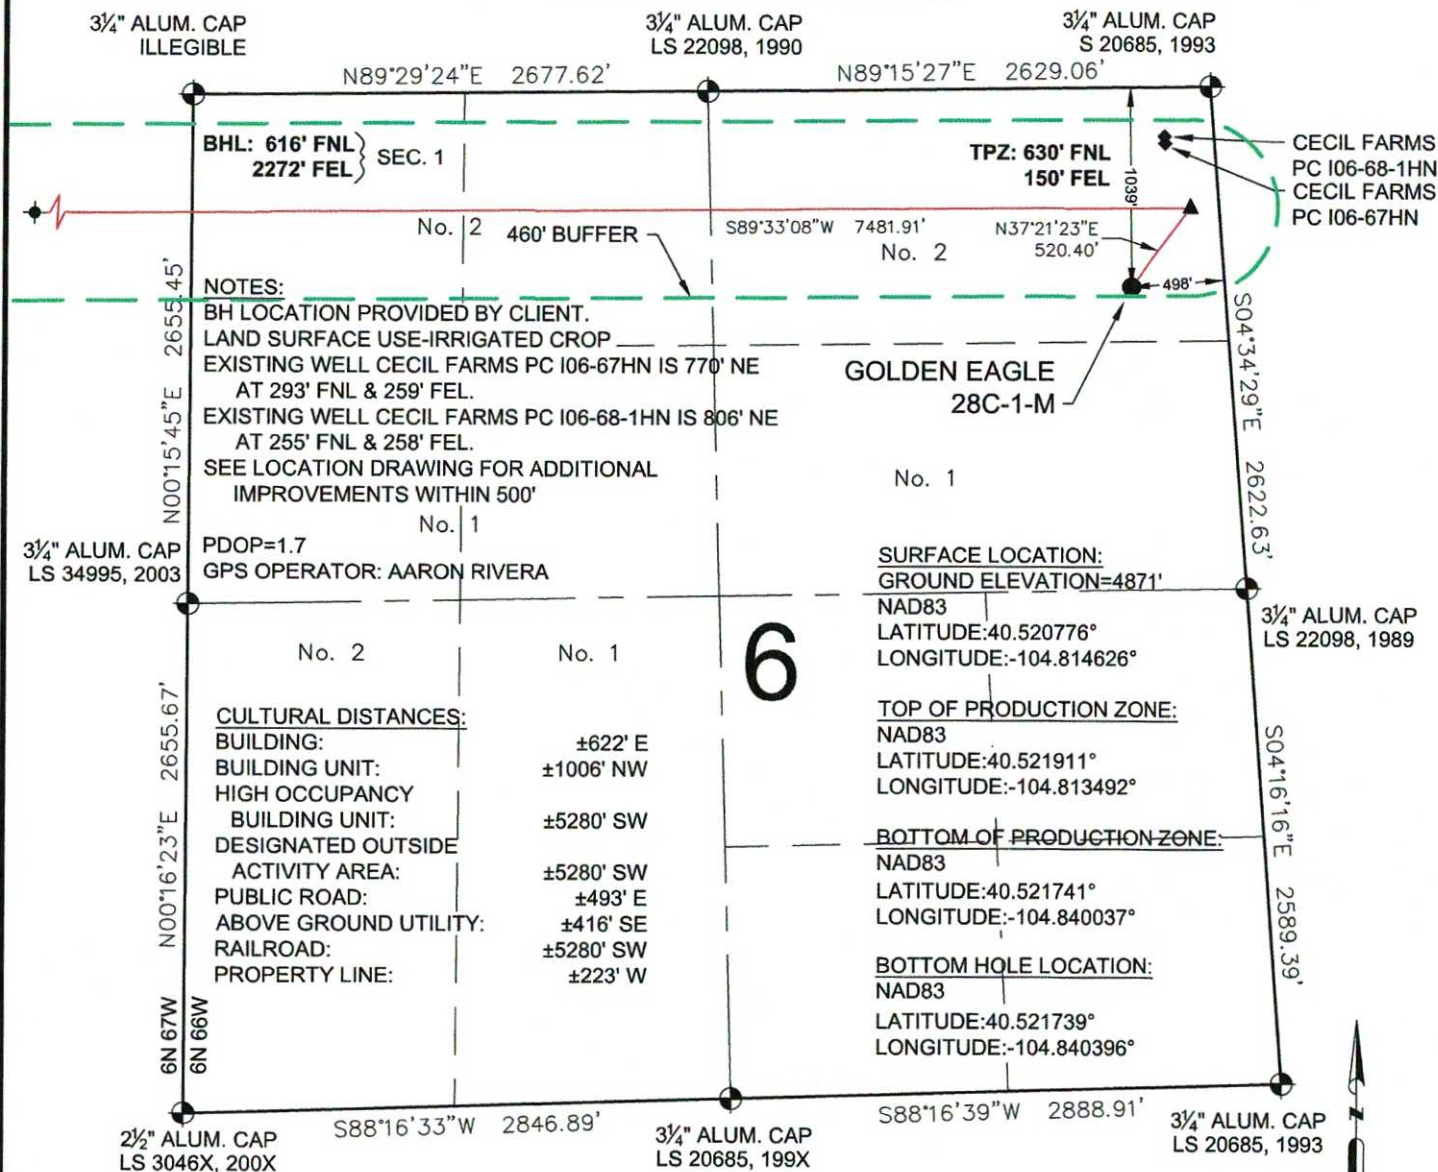 3¼" ALUM. CAP
ILLEGIBLE
3¼" ALUM. CAP
LS 22098, 1990
3¼" ALUM. CAP
S 20685, 1993
N89°29'24"E 2677.62'
N89°15'27"E 2629.06'
BHL: 616' FNL
2272' FEL
SEC. 1
TPZ: 630' FNL
150' FEL
1039'
CECIL FARMS
PC I06-68-1HN
CECIL FARMS
PC I06-67HN
No. 2
460' BUFFER
S89°33'08"W 7481.91'
No. 2
N37°21'23"E
520.40'
498'
N00°15'45"E 2655.45'
S04°34'29"E 2622.63'
NOTES:
BH LOCATION PROVIDED BY CLIENT.
LAND SURFACE USE-IRRIGATED CROP
EXISTING WELL CECIL FARMS PC I06-67HN IS 770' NE
AT 293' FNL & 259' FEL.
EXISTING WELL CECIL FARMS PC I06-68-1HN IS 806' NE
AT 255' FNL & 258' FEL.
SEE LOCATION DRAWING FOR ADDITIONAL
IMPROVEMENTS WITHIN 500'
GOLDEN EAGLE
28C-1-M
No. 1
No. 1
PDOP=1.7
GPS OPERATOR: AARON RIVERA
3¼" ALUM. CAP
LS 34995, 2003
SURFACE LOCATION:
GROUND ELEVATION=4871'
NAD83
LATITUDE:40.520776°
LONGITUDE:-104.814626°
3¼" ALUM. CAP
LS 22098, 1989
No. 2
No. 1
6
TOP OF PRODUCTION ZONE:
NAD83
LATITUDE:40.521911°
LONGITUDE:-104.813492°
CULTURAL DISTANCES:
BUILDING: ±622' E
BUILDING UNIT: ±1006' NW
HIGH OCCUPANCY
BUILDING UNIT: ±5280' SW
DESIGNATED OUTSIDE
ACTIVITY AREA: ±5280' SW
PUBLIC ROAD: ±493' E
ABOVE GROUND UTILITY: ±416' SE
RAILROAD: ±5280' SW
PROPERTY LINE: ±223' W
BOTTOM OF PRODUCTION ZONE:
NAD83
LATITUDE:40.521741°
LONGITUDE:-104.840037°
BOTTOM HOLE LOCATION:
NAD83
LATITUDE:40.521739°
LONGITUDE:-104.840396°
N00°16'23"E 2655.67'
S04°16'16"E 2589.39'
6N 67W
6N 66W
S88°16'33"W 2846.89'
S88°16'39"W 2888.91'
2½" ALUM. CAP
LS 3046X, 200X
3¼" ALUM. CAP
LS 20685, 199X
3¼" ALUM. CAP
LS 20685, 1993
N